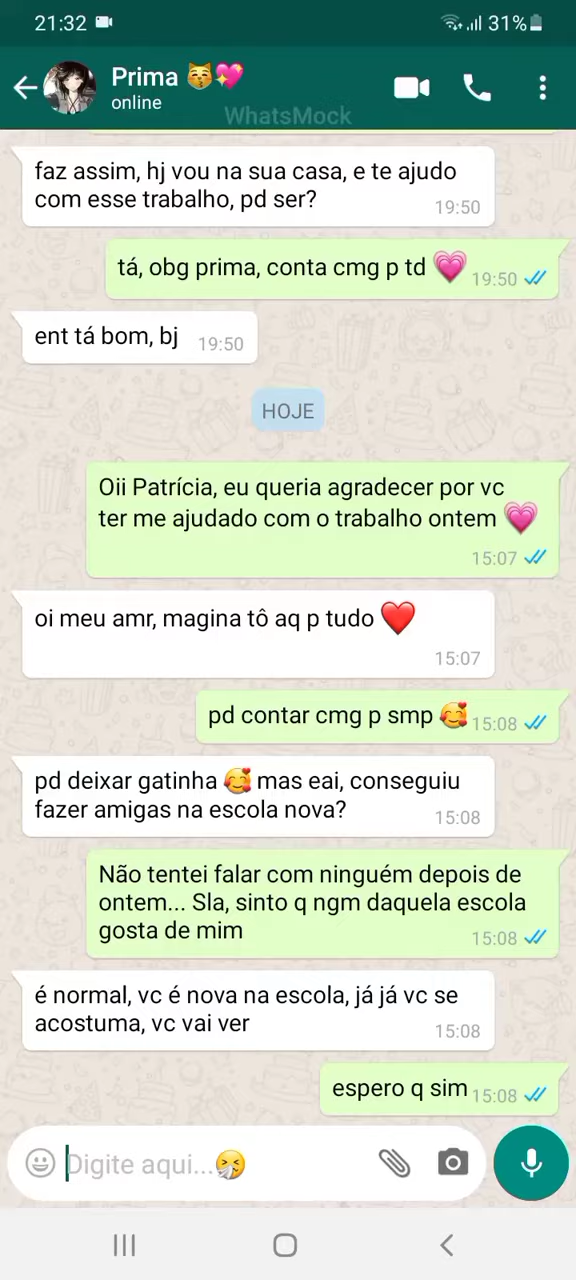 21:32 31%
Prima 😽💖
online
WhatsMock
faz assim, hj vou na sua casa, e te ajudo
com esse trabalho, pd ser?
19:50
tá, obg prima, conta cmg p td 💗 19:50
ent tá bom, bj 19:50
HOJE
Oii Patrícia, eu queria agradecer por vc
ter me ajudado com o trabalho ontem 💗
15:07
oi meu amr, magina tô aq p tudo ❤️
15:07
pd contar cmg p smp 🥰 15:08
pd deixar gatinha 🥰 mas eai, conseguiu
fazer amigas na escola nova?
15:08
Não tentei falar com ninguém depois de
ontem... Sla, sinto q ngm daquela escola
gosta de mim
15:08
é normal, vc é nova na escola, já já vc se
acostuma, vc vai ver
15:08
espero q sim 15:08
Digite aqui...🤧